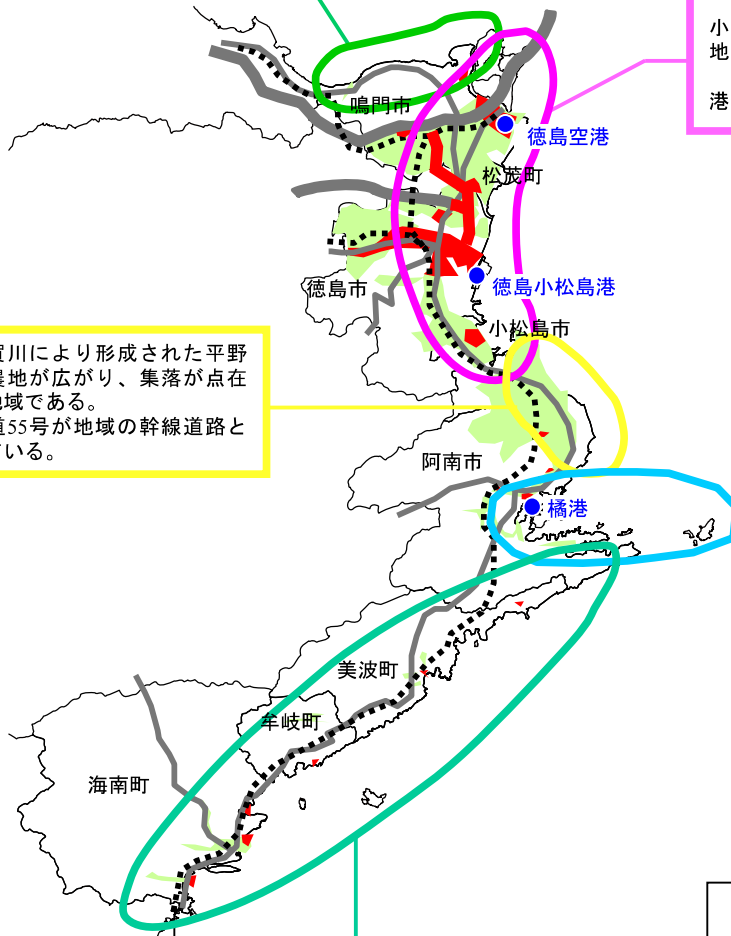 小
地
港
鳴門市
徳島空港
松茂町
徳島市
徳島小松島港
小松島市
賀川により形成された平野
農地が広がり、集落が点在
地域である。
道55号が地域の幹線道路と
ている。
阿南市
橘港
美波町
牟岐町
海南町